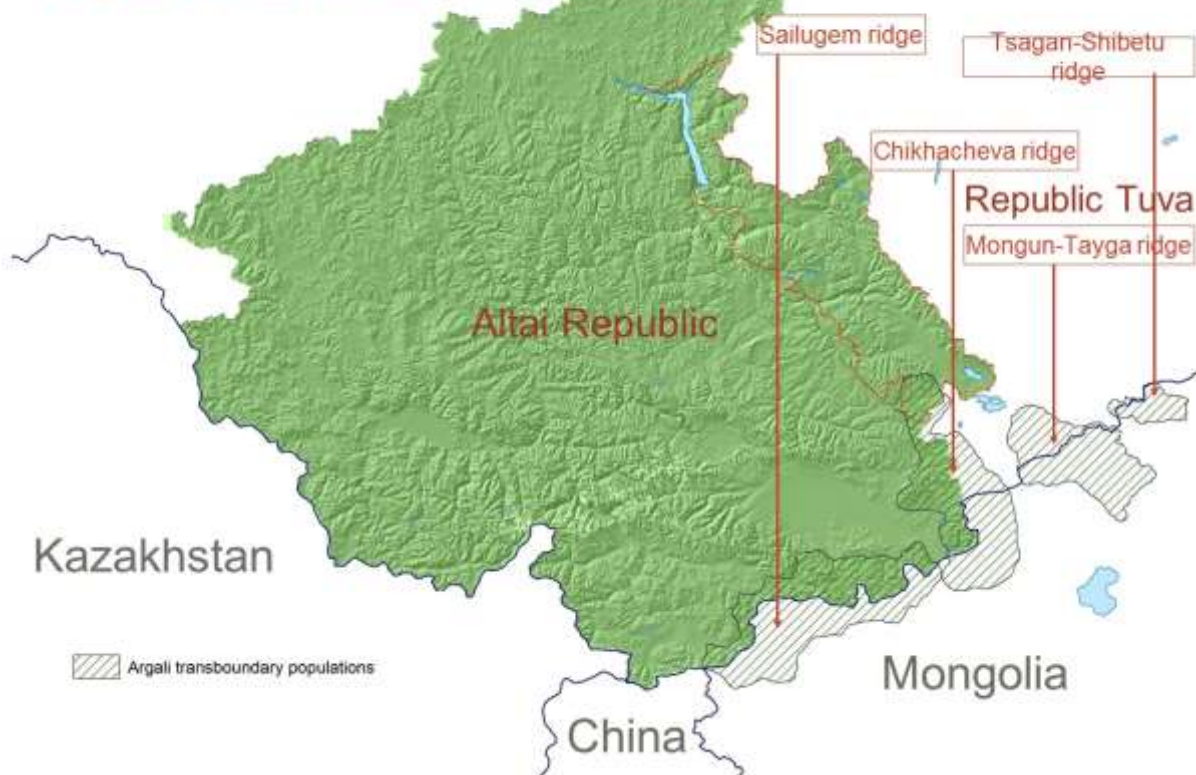 Sailugem ridge
Tsagan-Shibetu
ridge
Chikhacheva ridge
Republic Tuva
Mongun-Tayga ridge
Altai Republic
Kazakhstan
Argali transboundary populations
Mongolia
China